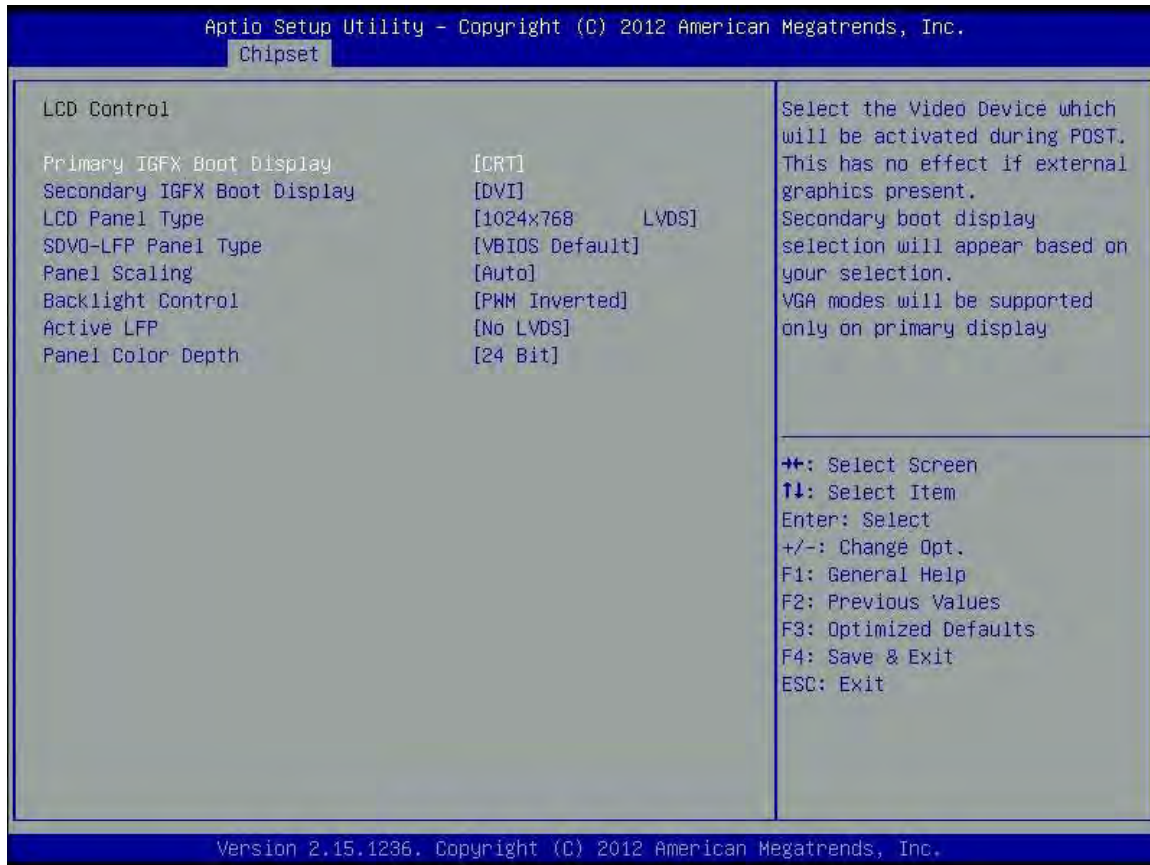 Aptio Setup Utility – Copyright (C) 2012 American Megatrends, Inc.
Chipset
LCD Control
Primary IGFX Boot Display [CRT]
Secondary IGFX Boot Display [DVI]
LCD Panel Type [1024x768 LVDS]
SDVO-LFP Panel Type [VBIOS Default]
Panel Scaling [Auto]
Backlight Control [PWM Inverted]
Active LFP [No LVDS]
Panel Color Depth [24 Bit]
Select the Video Device which
will be activated during POST.
This has no effect if external
graphics present.
Secondary boot display
selection will appear based on
your selection.
VGA modes will be supported
only on primary display
→←: Select Screen
↑↓: Select Item
Enter: Select
+/-: Change Opt.
F1: General Help
F2: Previous Values
F3: Optimized Defaults
F4: Save & Exit
ESC: Exit
Version 2.15.1236. Copyright (C) 2012 American Megatrends, Inc.